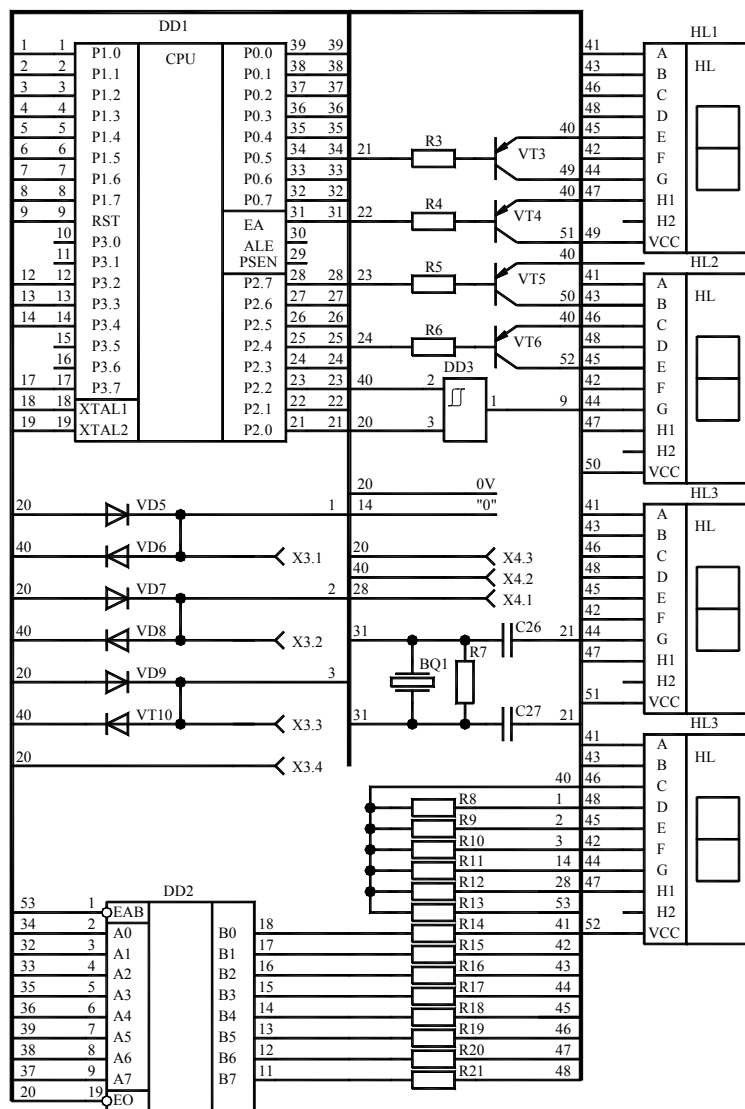 DD1
HL1
1 1 P1.0 CPU P0.0 39 39 41 A HL
2 2 P1.1 P0.1 38 38 43 B
3 3 P1.2 P0.2 37 37 46 C
4 4 P1.3 P0.3 36 36 48 D
5 5 P1.4 P0.4 35 35 R3 40 45 E
6 6 P1.5 P0.5 34 34 21 VT3 42 F
7 7 P1.6 P0.6 33 33 49 44 G
8 8 P1.7 P0.7 32 32 R4 40 47 H1
9 9 RST EA 31 31 22 VT4 H2
10 P3.0 ALE 30 51 49 VCC
11 P3.1 PSEN 29 R5 40 HL2
12 12 P3.2 P2.7 28 28 23 VT5 41 A HL
13 13 P3.3 P2.6 27 27 50 43 B
14 14 P3.4 P2.5 26 26 R6 40 46 C
15 P3.5 P2.4 25 25 24 VT6 48 D
16 P3.6 P2.3 24 24 DD3 52 45 E
17 17 P3.7 P2.2 23 23 40 2 42 F
18 18 XTAL1 P2.1 22 22 1 9 44 G
19 19 XTAL2 P2.0 21 21 20 3 47 H1
H2
50 VCC
20 0V
HL3
20 VD5 1 14 "0" 41 A HL
43 B
40 VD6 X3.1 20 X4.3 46 C
40 X4.2 48 D
20 VD7 2 28 X4.1 45 E
42 F
40 VD8 X3.2 31 C26 21 44 G
BQ1 R7 47 H1
20 VD9 3 H2
51 VCC
40 VT10 X3.3 31 C27 21 HL3
41 A HL
20 X3.4 43 B
40 46 C
R8 1 48 D
R9 2 45 E
R10 3 42 F
R11 14 44 G
R12 28 47 H1
DD2
53 1 EAB R13 53 H2
34 2 A0 B0 18 R14 41 52 VCC
32 3 A1 B1 17 R15 42
33 4 A2 B2 16 R16 43
35 5 A3 B3 15 R17 44
36 6 A4 B4 14 R18 45
39 7 A5 B5 13 R19 46
38 8 A6 B6 12 R20 47
37 9 A7 B7 11 R21 48
20 19 EO